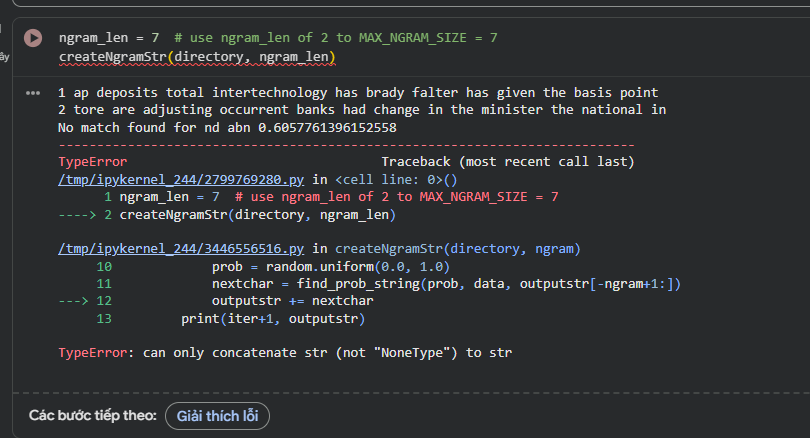 ây
ngram_len = 7  # use ngram_len of 2 to MAX_NGRAM_SIZE = 7
createNgramStr(directory, ngram_len)
1 ap deposits total intertechnology has brady falter has given the basis point
2 tore are adjusting occurrent banks had change in the minister the national in
No match found for nd abn 0.6057761396152558
---------------------------------------------------------------------------
TypeError                                 Traceback (most recent call last)
/tmp/ipykernel_244/2799769280.py in <cell line: 0>()
      1 ngram_len = 7  # use ngram_len of 2 to MAX_NGRAM_SIZE = 7
----> 2 createNgramStr(directory, ngram_len)
/tmp/ipykernel_244/3446556516.py in createNgramStr(directory, ngram)
     10             prob = random.uniform(0.0, 1.0)
     11             nextchar = find_prob_string(prob, data, outputstr[-ngram+1:])
---> 12             outputstr += nextchar
     13         print(iter+1, outputstr)
TypeError: can only concatenate str (not "NoneType") to str
Các bước tiếp theo: Giải thích lỗi